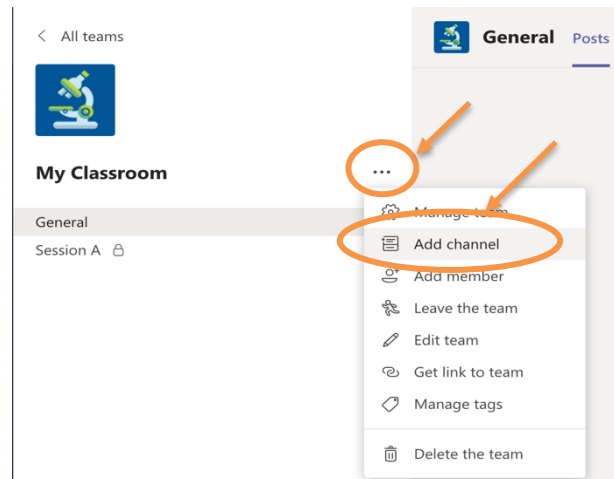 < All teams
General Posts
My Classroom
...
General
Session A
Manage team
Add channel
Add member
Leave the team
Edit team
Get link to team
Manage tags
Delete the team